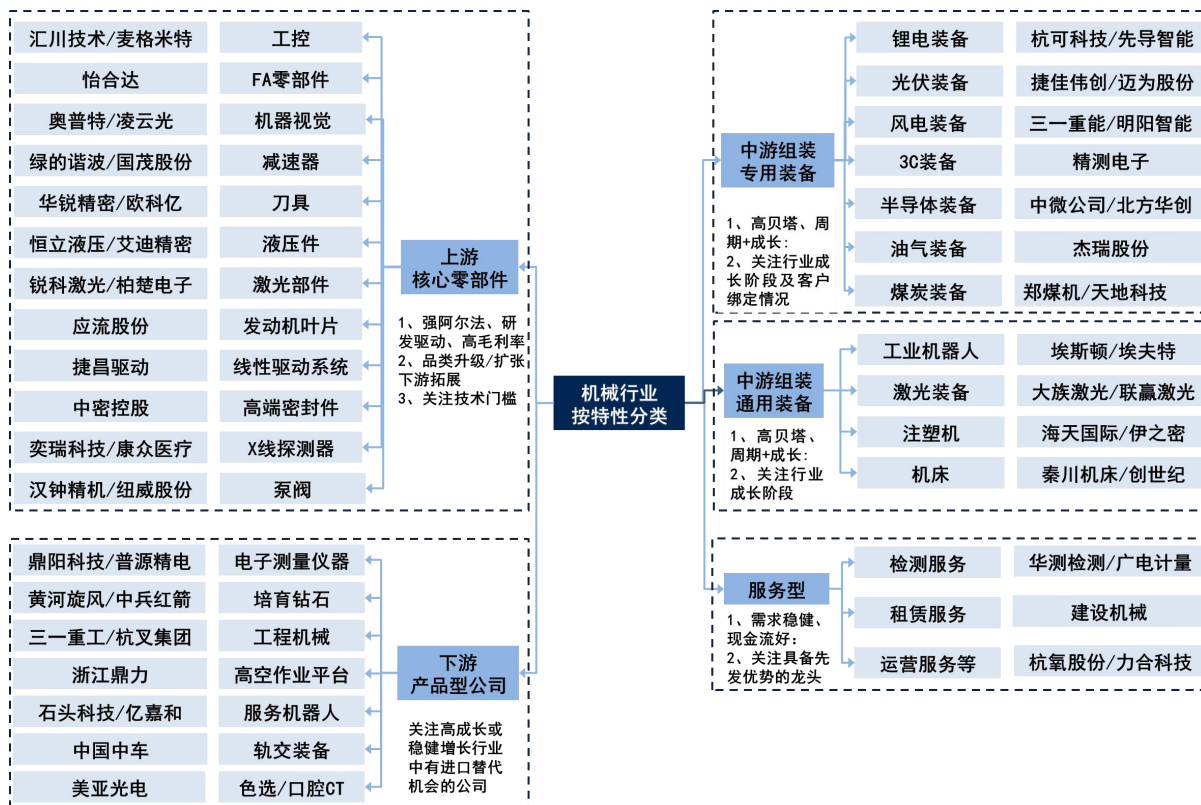 汇川技术/麦格米特 工控
怡合达 FA零部件
奥普特/凌云光 机器视觉
绿的谐波/国茂股份 减速器
华锐精密/欧科亿 刀具
恒立液压/艾迪精密 液压件
锐科激光/柏楚电子 激光部件
应流股份 发动机叶片
捷昌驱动 线性驱动系统
中密控股 高端密封件
奕瑞科技/康众医疗 X线探测器
汉钟精机/纽威股份 泵阀
上游
核心零部件
1、强阿尔法、研
发驱动、高毛利率
2、品类升级/扩张
下游拓展
3、关注技术门槛
鼎阳科技/普源精电 电子测量仪器
黄河旋风/中兵红箭 培育钻石
三一重工/杭叉集团 工程机械
浙江鼎力 高空作业平台
石头科技/亿嘉和 服务机器人
中国中车 轨交装备
美亚光电 色选/口腔CT
下游
产品型公司
关注高成长或
稳健增长行业
中有进口替代
机会的公司
机械行业
按特性分类
中游组装
专用装备
1、高贝塔、周
期+成长:
2、关注行业成
长阶段及客户
绑定情况
锂电装备 杭可科技/先导智能
光伏装备 捷佳伟创/迈为股份
风电装备 三一重能/明阳智能
3C装备 精测电子
半导体装备 中微公司/北方华创
油气装备 杰瑞股份
煤炭装备 郑煤机/天地科技
中游组装
通用装备
1、高贝塔、
周期+成长:
2、关注行业
成长阶段
工业机器人 埃斯顿/埃夫特
激光装备 大族激光/联赢激光
注塑机 海天国际/伊之密
机床 秦川机床/创世纪
服务型
1、需求稳健、
现金流好:
2、关注具备先
发优势的龙头
检测服务 华测检测/广电计量
租赁服务 建设机械
运营服务等 杭氧股份/力合科技